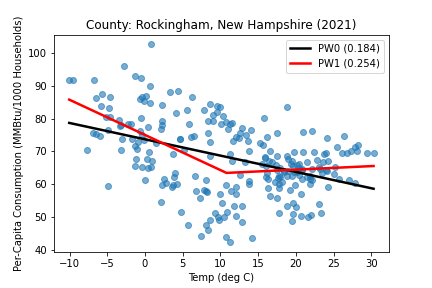 County: Rockingham, New Hampshire (2021)
Per-Capita Consumption (MMBtu/1000 Households)
100
90
80
70
60
50
40
PW0 (0.184)
PW1 (0.254)
−10 −5 0 5 10 15 20 25 30
Temp (deg C)